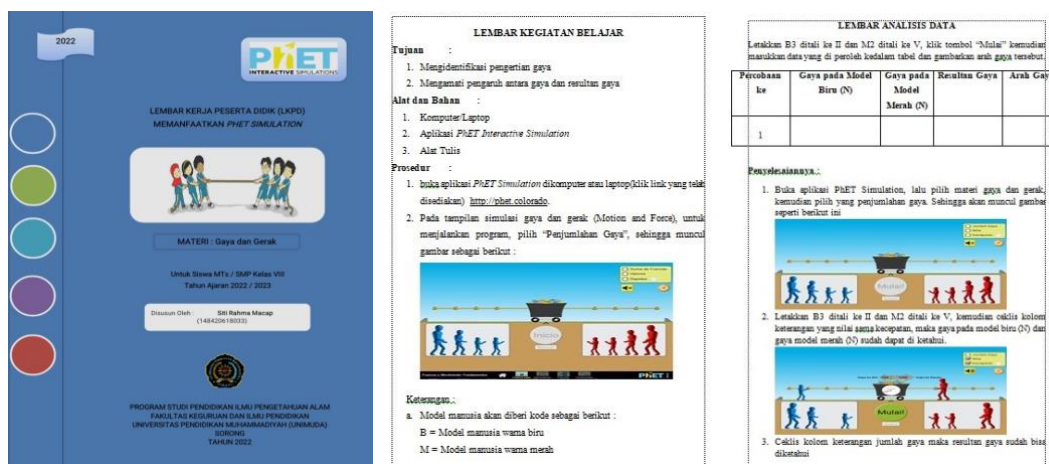 2022
PhET
INTERACTIVE SIMULATIONS
LEMBAR KERJA PESERTA DIDIK (LKPD)
MEMANFAATKAN PHET SIMULATION
MATERI : Gaya dan Gerak
Untuk Siswa MTs / SMP Kelas VIII
Tahun Ajaran 2022 / 2023
Disusun Oleh : Siti Rahma Macap
(148420618033)
PROGRAM STUDI PENDIDIKAN ILMU PENGETAHUAN ALAM
FAKULTAS KEGURUAN DAN ILMU PENDIDIKAN
UNIVERSITAS PENDIDIKAN MUHAMMADIYAH (UNIMUDA)
SORONG
TAHUN 2022
LEMBAR KEGIATAN BELAJAR
Tujuan :
1. Mengidentifikasi pengertian gaya
2. Mengamati pengaruh antara gaya dan resultan gaya
Alat dan Bahan :
1. Komputer/Laptop
2. Aplikasi PhET Interactive Simulation
3. Alat Tulis
Prosedur :
1. buka aplikasi PhET Simulation dikomputer atau laptop(klik link yang telah
disediakan) http://phet.colorado.
2. Pada tampilan simulasi gaya dan gerak (Motion and Force), untuk
menjalankan program, pilih “Penjumlahan Gaya”, sehingga muncul
gambar sebagai berikut :
Inicio
PhET
Keterangan :
a. Model manusia akan diberi kode sebagai berikut :
B = Model manusia warna biru
M = Model manusia warna merah
LEMBAR ANALISIS DATA
Letakkan B3 ditali ke II dan M2 ditali ke V, klik tombol “Mulai” kemudian
masukkan data yang di peroleh kedalam tabel dan gambarkan arah gaya tersebut.
Percobaan ke
Gaya pada Model Biru (N)
Gaya pada Model Merah (N)
Resultan Gaya
Arah Gay
1
Penyelesaiannya :
1. Buka aplikasi PhET Simulation, lalu pilih materi gaya dan gerak,
kemudian pilih yang penjumlahan gaya. Sehingga akan muncul gambar
seperti berikut ini
Mulai!
2. Letakkan B3 ditali ke II dan M2 ditali ke V, kemudian ceklis kolom
keterangan yang nilai sama kecepatan, maka gaya pada model biru (N) dan
gaya model merah (N) sudah dapat di ketahui.
Mulai!
3. Ceklis kolom keterangan jumlah gaya maka resultan gaya sudah bisa
diketahui